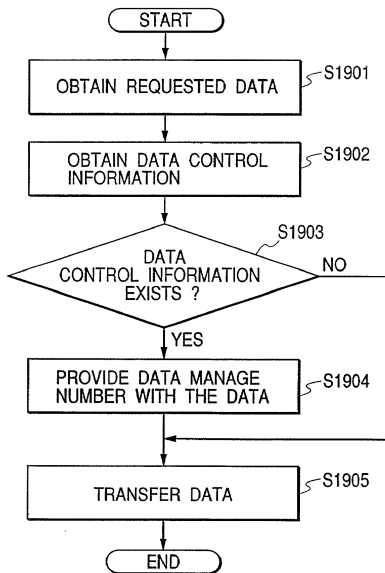 START
OBTAIN REQUESTED DATA
S1901
OBTAIN DATA CONTROL
INFORMATION
S1902
S1903
DATA
CONTROL INFORMATION
EXISTS ?
NO
YES
PROVIDE DATA MANAGE
NUMBER WITH THE DATA
S1904
TRANSFER DATA
S1905
END